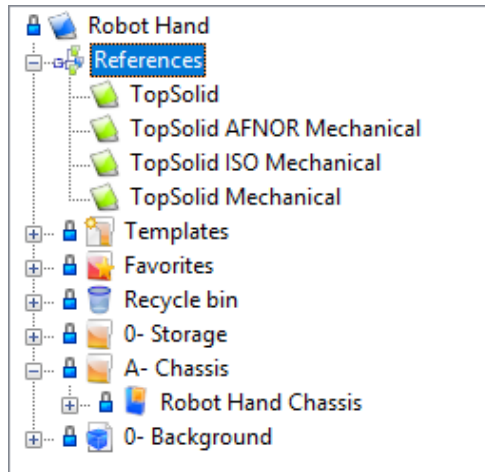 Robot Hand
References
TopSolid
TopSolid AFNOR Mechanical
TopSolid ISO Mechanical
TopSolid Mechanical
Templates
Favorites
Recycle bin
0- Storage
A- Chassis
Robot Hand Chassis
0- Background